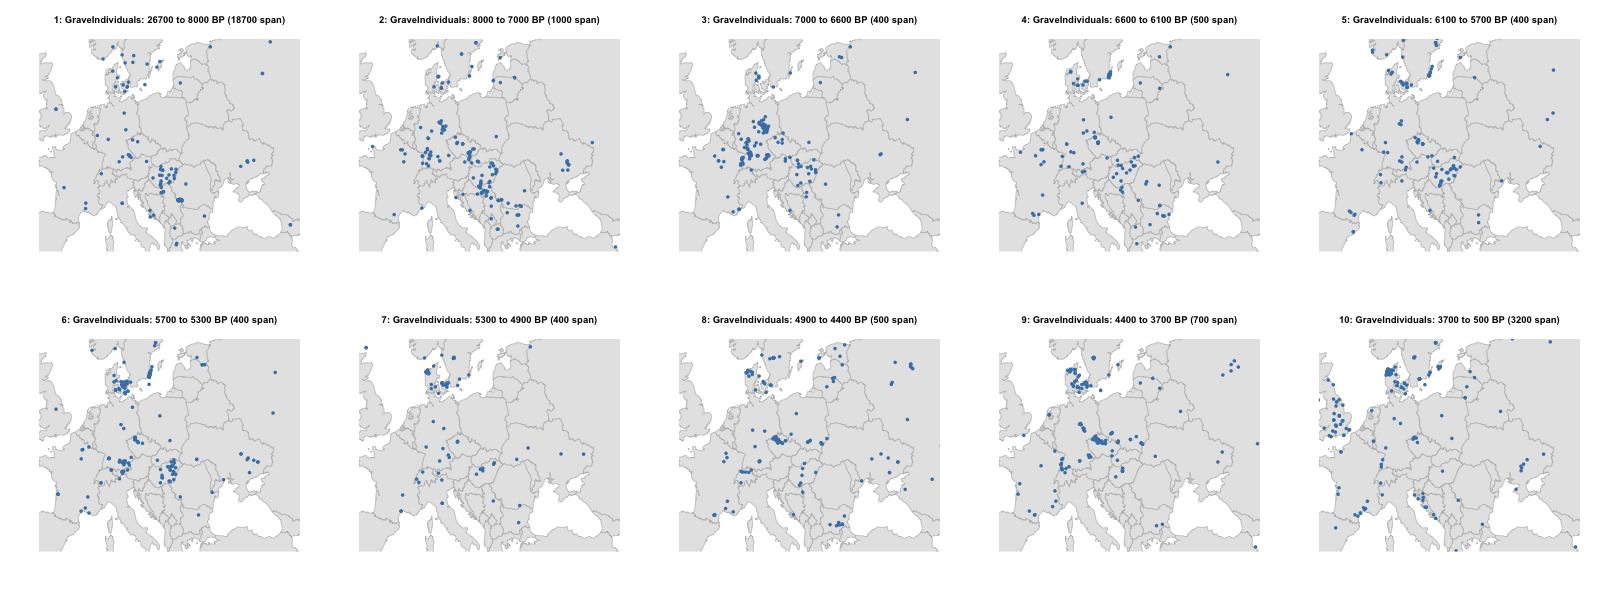 1: GraveIndividuals: 26700 to 8000 BP (18700 span)
2: GraveIndividuals: 8000 to 7000 BP (1000 span)
3: GraveIndividuals: 7000 to 6600 BP (400 span)
4: GraveIndividuals: 6600 to 6100 BP (500 span)
5: GraveIndividuals: 6100 to 5700 BP (400 span)
6: GraveIndividuals: 5700 to 5300 BP (400 span)
7: GraveIndividuals: 5300 to 4900 BP (400 span)
8: GraveIndividuals: 4900 to 4400 BP (500 span)
9: GraveIndividuals: 4400 to 3700 BP (700 span)
10: GraveIndividuals: 3700 to 500 BP (3200 span)